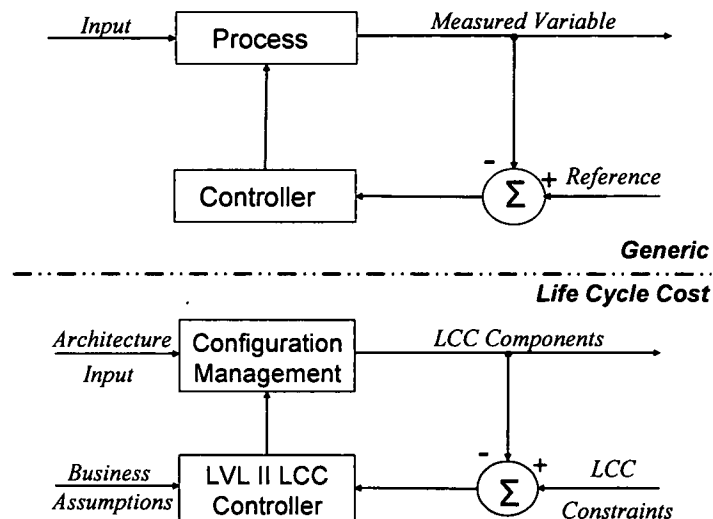 Input
Process
Measured Variable
-
+
Controller
Σ
Reference
Generic
Life Cycle Cost
Architecture
Input
Configuration
Management
LCC Components
-
+
Business
Assumptions
LVL II LCC
Controller
Σ
LCC
Constraints